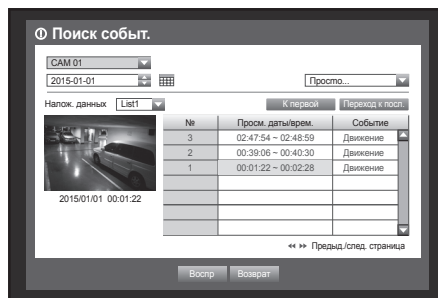 Поиск событ.
CAM 01
2015-01-01
Просто...
Налож. данных List1 К первой Переход к посл.
№ Просм. даты/врем. Событие
3 02:47:54 ~ 02:48:59 Движение
2 00:39:06 ~ 00:40:30 Движение
1 00:01:22 ~ 00:02:28 Движение
2015/01/01 00:01:22
Предыд./след. страница
Воспр Возврат